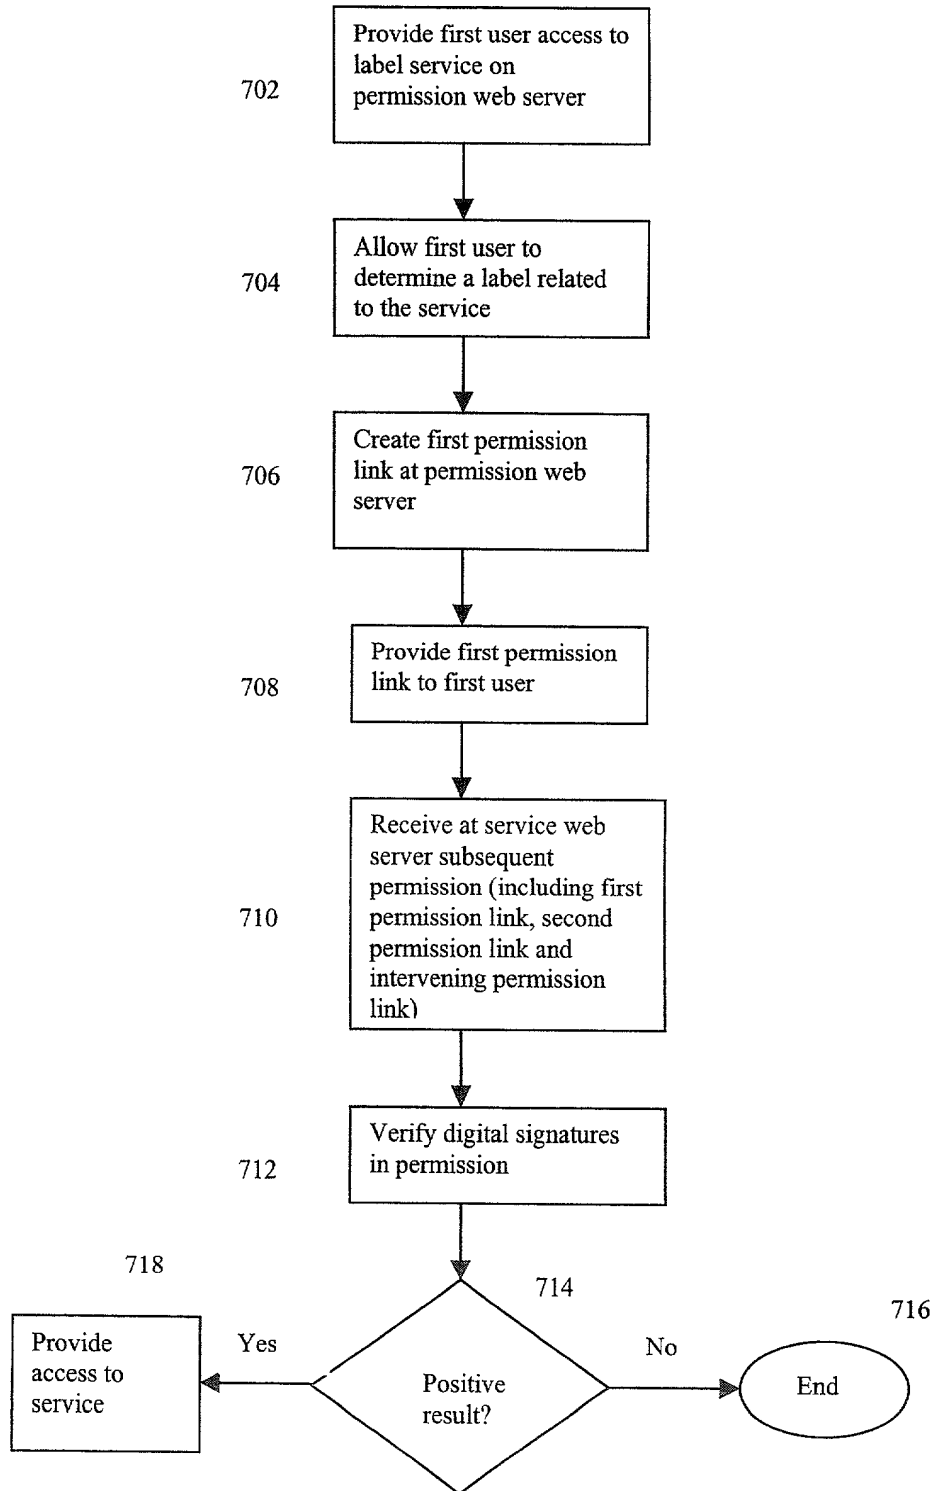 Provide first user access to
label service on
permission web server
702
Allow first user to
determine a label related
to the service
704
Create first permission
link at permission web
server
706
Provide first permission
link to first user
708
Receive at service web
server subsequent
permission (including first
permission link, second
permission link and
intervening permission
link)
710
Verify digital signatures
in permission
712
718
714
716
Provide
access to
service
Yes
Positive
result?
No
End